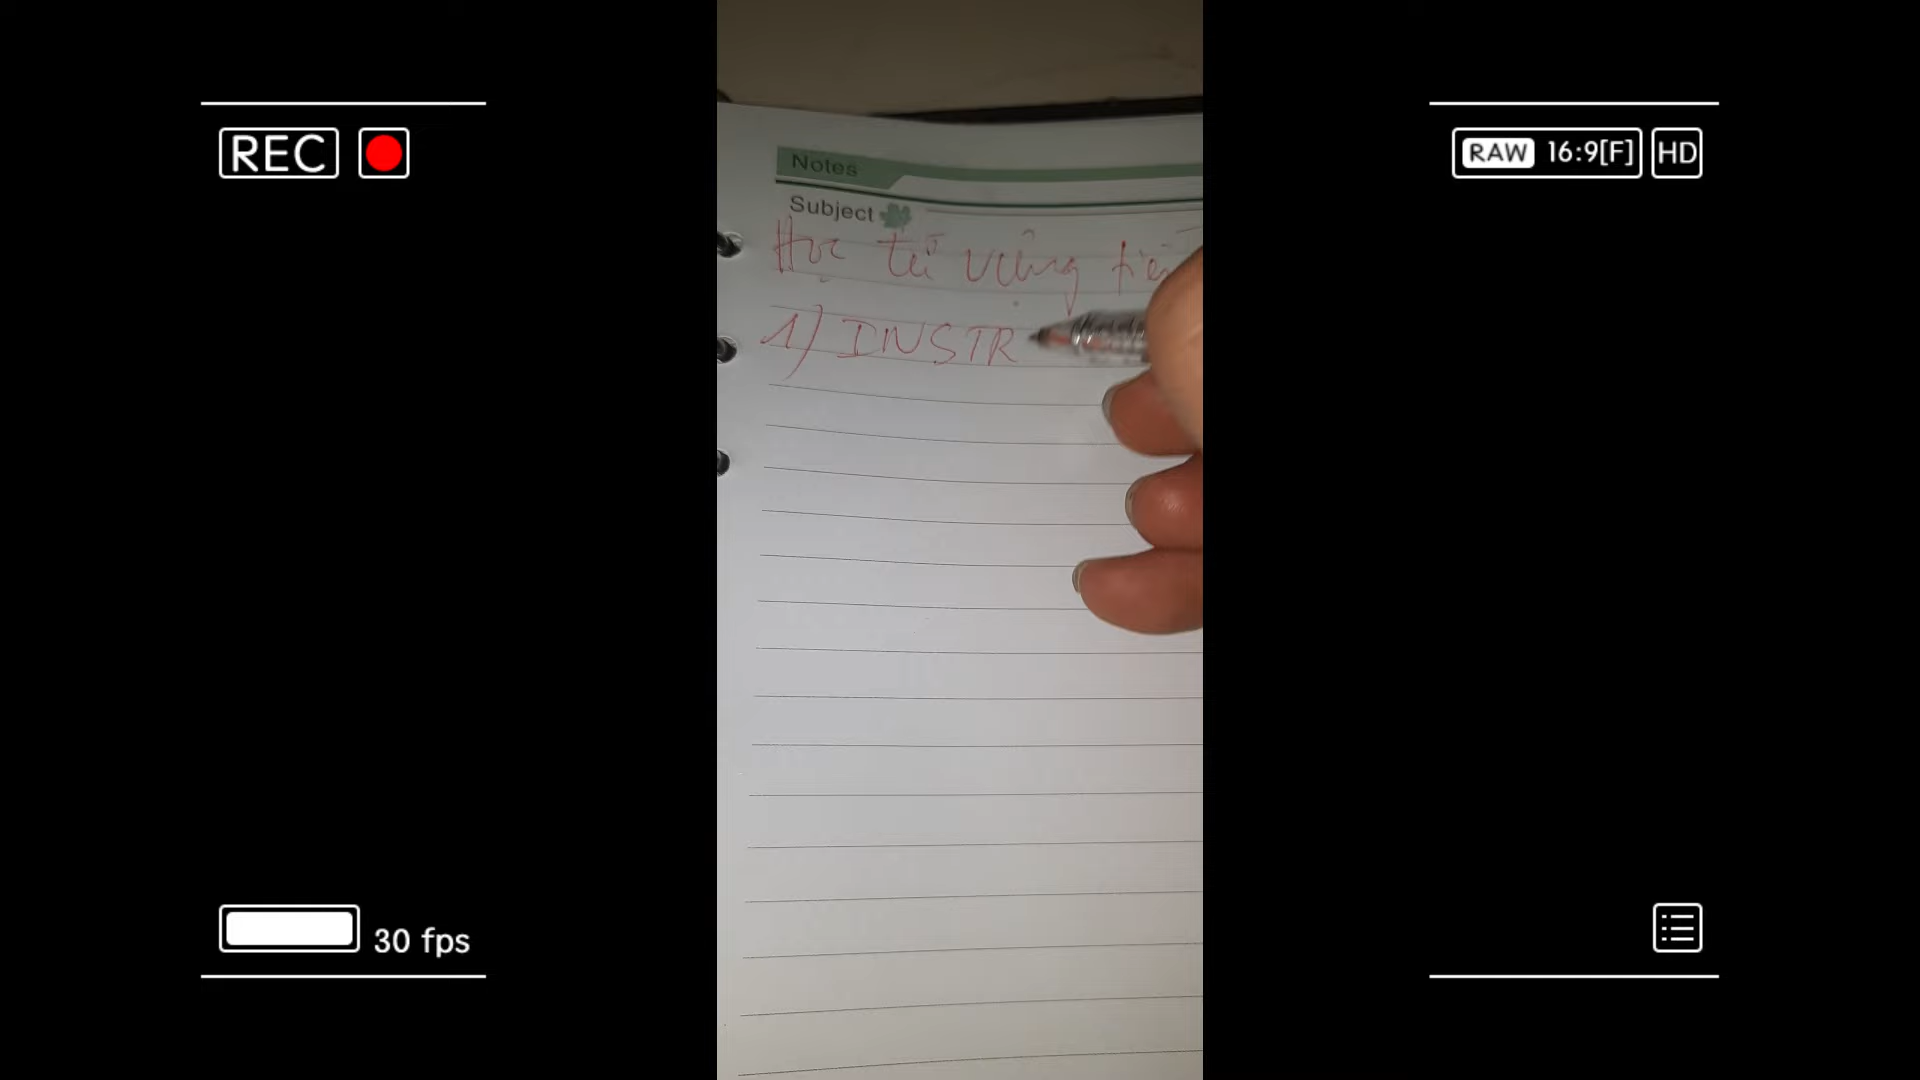 REC
RAW 16:9[F] HD
Notes
Subject
Học từ vựng
1) INSTR
30 fps